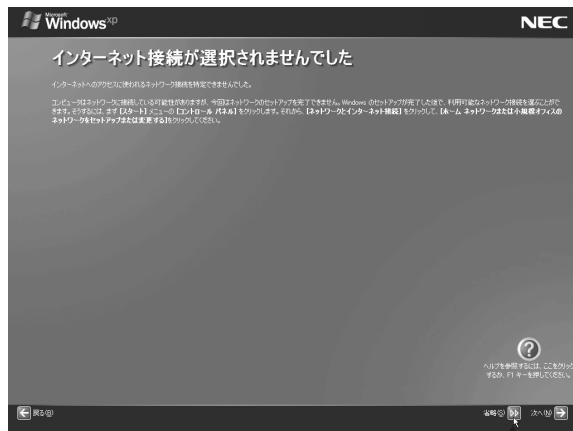 Microsoft
Windows xp
NEC
インターネット接続が選択されませんでした
インターネットへのアクセスに使われるネットワーク接続を特定できませんでした。
コンピュータはネットワークに接続している可能性がありますが、今回はネットワークのセットアップを完了できません。Windows のセットアップが完了した後で、利用可能なネットワーク接続を選ぶことがで
きます。そうするには、まず [スタート] メニューの [コントロール パネル] をクリックします。それから、[ネットワークとインターネット接続] をクリックして、[ホーム ネットワークまたは小規模オフィスの
ネットワークをセットアップまたは変更する]をクリックしてください。
ヘルプを参照するには、ここをクリック
するか、F1 キーを押してください。
戻る(B)
省略(S)
次へ(N)